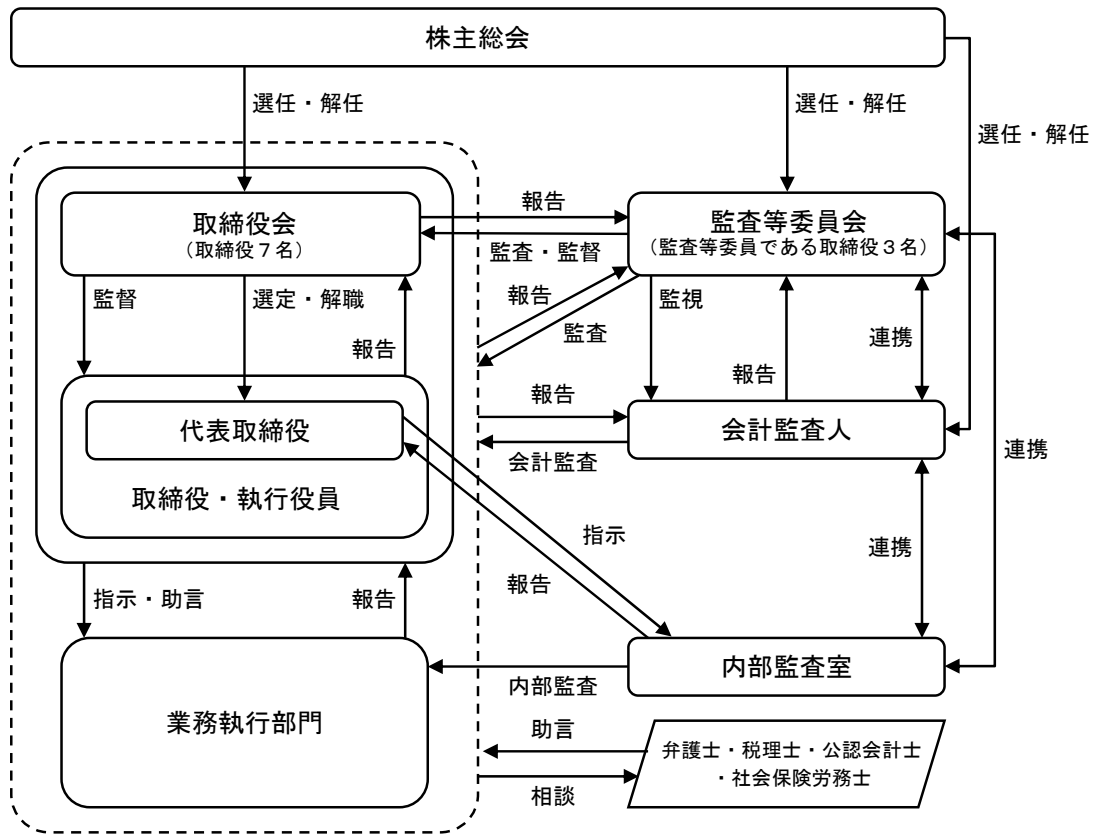 株主総会
選任・解任
選任・解任
選任・解任
取締役会
（取締役７名）
報告
監査・監督
監査等委員会
（監査等委員である取締役３名）
監督
選定・解職
報告
報告
監査
監視
報告
連携
代表取締役
取締役・執行役員
報告
会計監査
会計監査人
連携
指示
報告
連携
指示・助言
報告
業務執行部門
内部監査
内部監査室
助言
相談
弁護士・税理士・公認会計士
・社会保険労務士